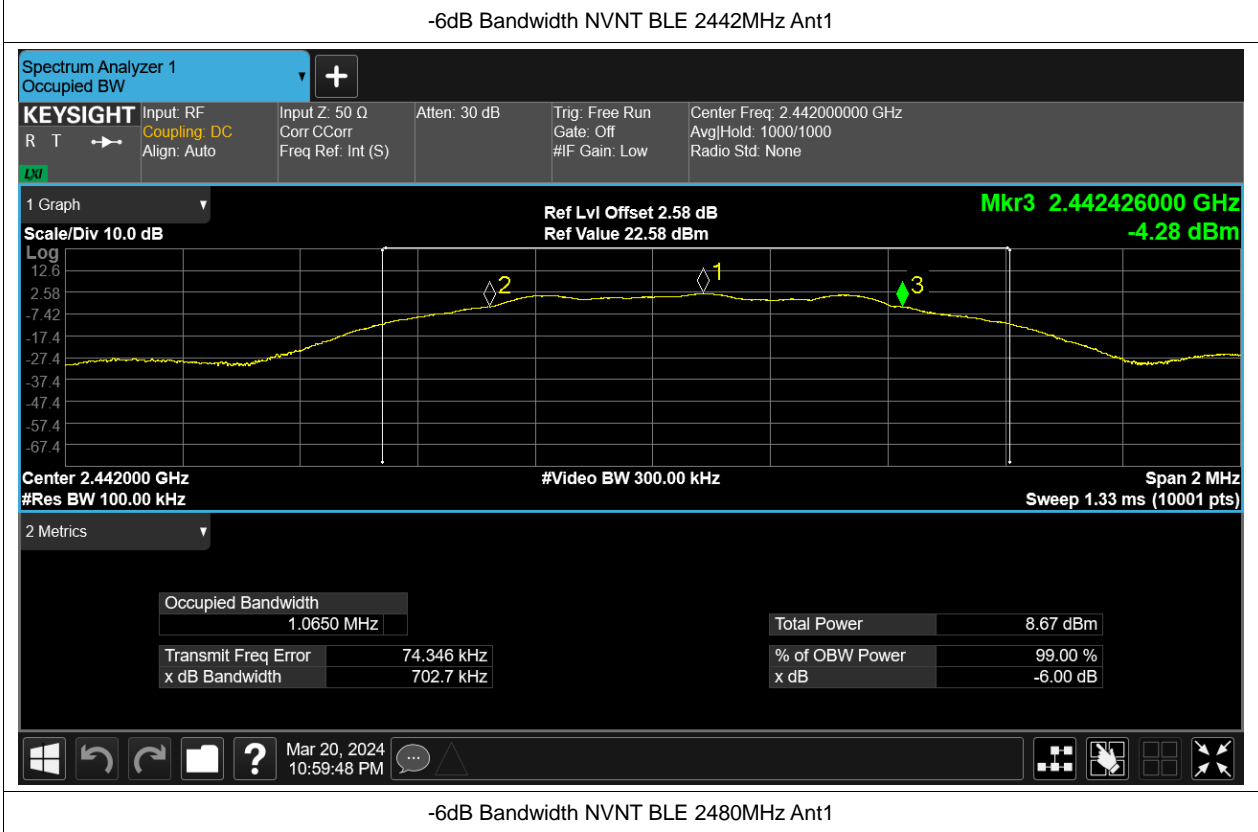 -6dB Bandwidth NVNT BLE 2442MHz Ant1
Spectrum Analyzer 1
Occupied BW
KEYSIGHT
R T
LXI
Input: RF
Coupling: DC
Align: Auto
Input Z: 50 Ω
Corr CCorr
Freq Ref: Int (S)
Atten: 30 dB
Trig: Free Run
Gate: Off
#IF Gain: Low
Center Freq: 2.442000000 GHz
Avg|Hold: 1000/1000
Radio Std: None
1 Graph
Scale/Div 10.0 dB
Ref Lvl Offset 2.58 dB
Ref Value 22.58 dBm
Mkr3 2.442426000 GHz
-4.28 dBm
Log
12.6
2.58
-7.42
-17.4
-27.4
-37.4
-47.4
-57.4
-67.4
2
1
3
Center 2.442000 GHz
#Res BW 100.00 kHz
#Video BW 300.00 kHz
Span 2 MHz
Sweep 1.33 ms (10001 pts)
2 Metrics
Occupied Bandwidth
1.0650 MHz
Transmit Freq Error 74.346 kHz
x dB Bandwidth 702.7 kHz
Total Power 8.67 dBm
% of OBW Power 99.00 %
x dB -6.00 dB
?
Mar 20, 2024
10:59:48 PM
-6dB Bandwidth NVNT BLE 2480MHz Ant1